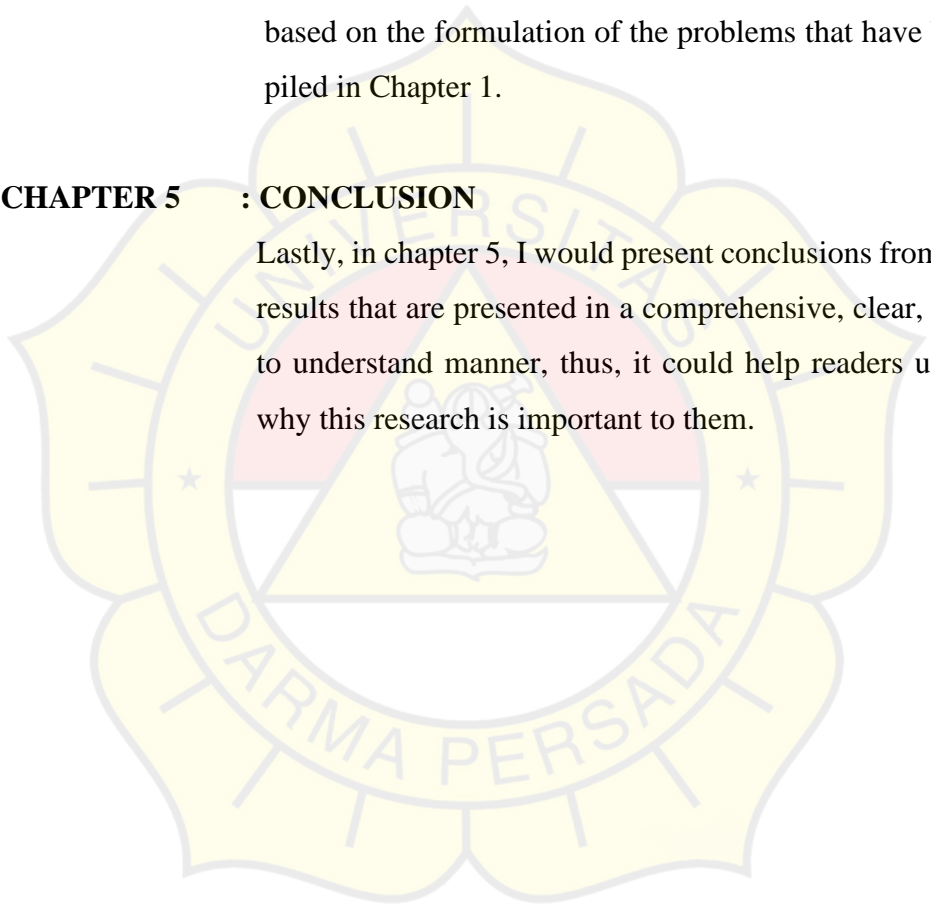 based on the formulation of the problems that have
piled in Chapter 1.
CHAPTER 5 : CONCLUSION
Lastly, in chapter 5, I would present conclusions from
results that are presented in a comprehensive, clear,
to understand manner, thus, it could help readers u
why this research is important to them.
UNIVERSITAS
DARMA PERSADA